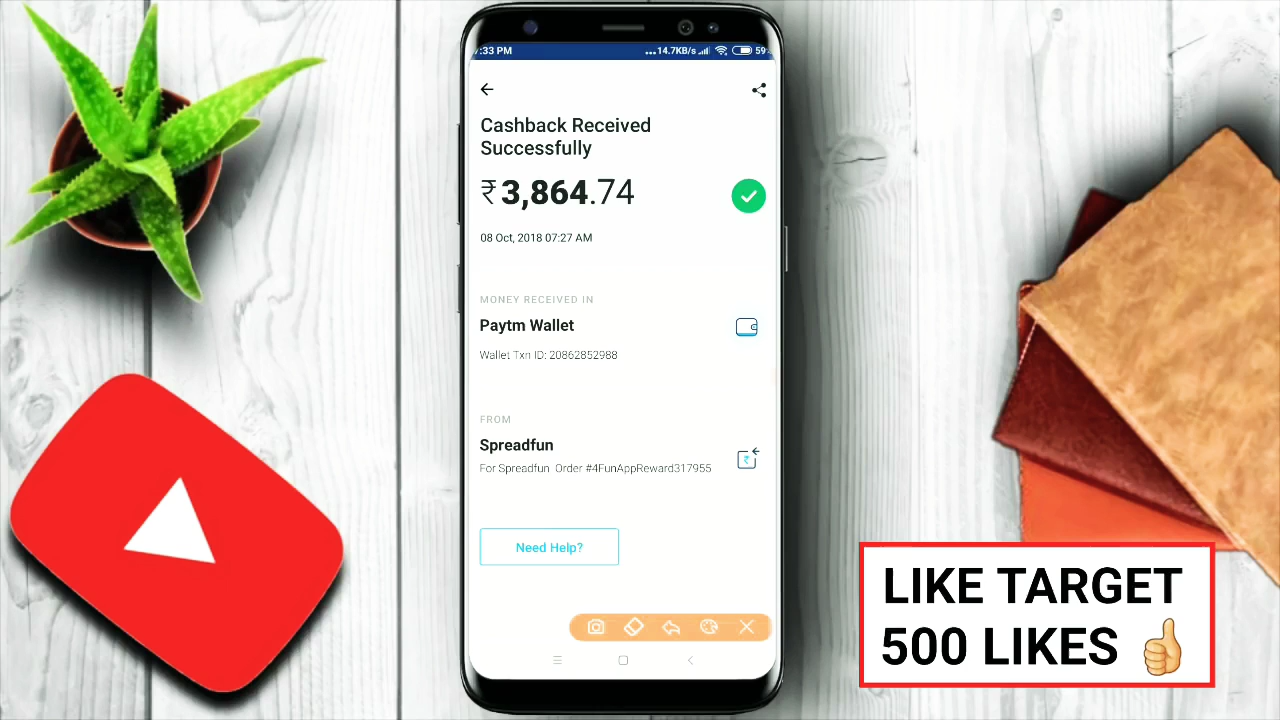 :33 PM
...14.7KB/s
59
Cashback Received
Successfully
₹3,864.74
08 Oct, 2018 07:27 AM
MONEY RECEIVED IN
Paytm Wallet
Wallet Txn ID: 20862852988
FROM
Spreadfun
For Spreadfun Order #4FunAppReward317955
Need Help?
LIKE TARGET
500 LIKES 👍